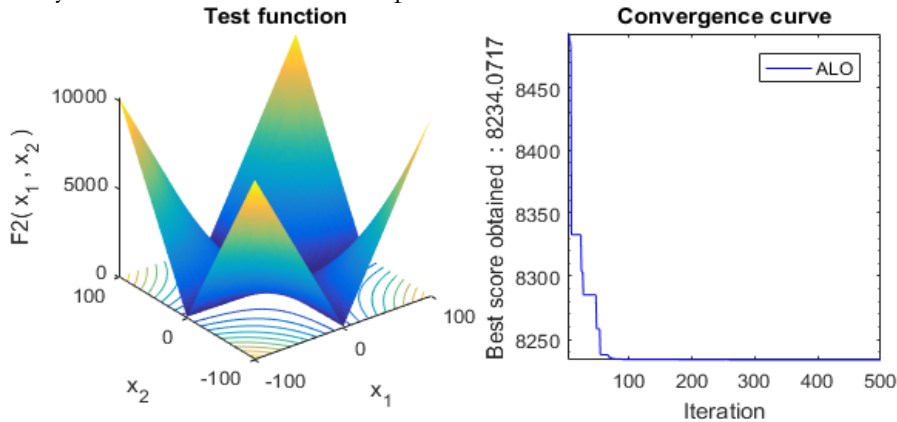 Test function
10000
5000
0
F2( x1 , x2 )
100
0
-100
x2
-100
0
100
x1
Convergence curve
ALO
8450
8400
8350
8300
8250
Best score obtained : 8234.0717
100
200
300
400
500
Iteration